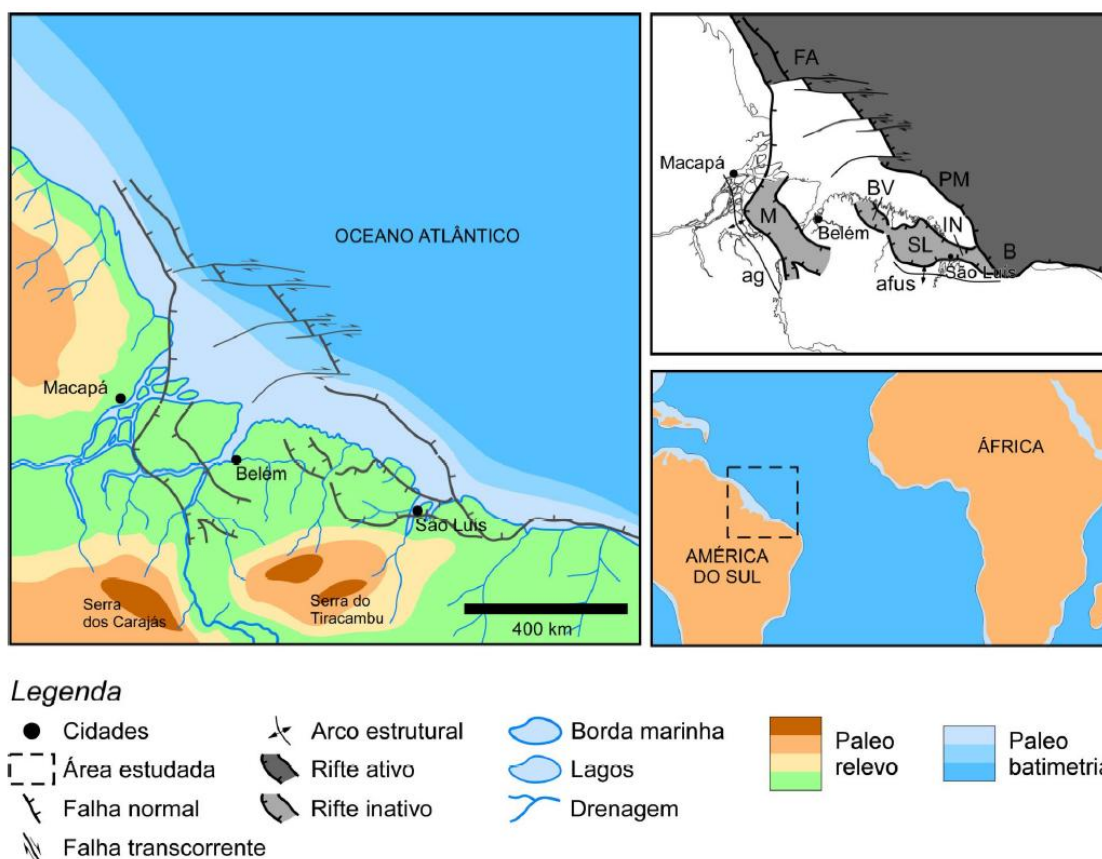 OCEANO ATLÂNTICO
Macapá
Belém
São Luis
Serra
dos Carajás
Serra do
Tiracambu
400 km
FA
Macapá
PM
BV
M
Belém
IN
SL
B
São Luis
ag
afus
ÁFRICA
AMÉRICA
DO SUL
Legenda
Cidades
Área estudada
Falha normal
Falha transcorrente
Arco estrutural
Rifte ativo
Rifte inativo
Borda marinha
Lagos
Drenagem
Paleo
relevo
Paleo
batimetria